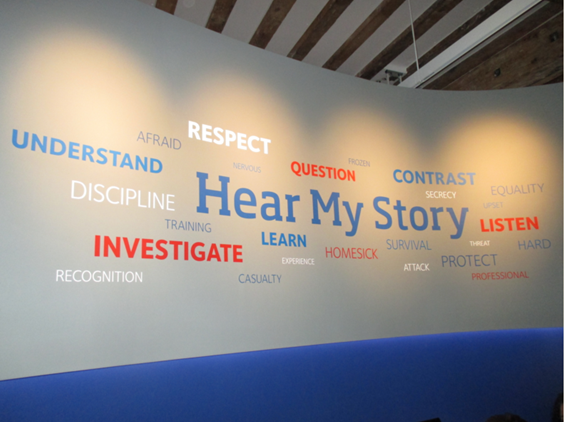 AFRAID RESPECT
UNDERSTAND NERVOUS QUESTION FROZEN CONTRAST
DISCIPLINE Hear My Story SECRECY EQUALITY
UPSET
TRAINING LISTEN
INVESTIGATE LEARN SURVIVAL THREAT HARD
EXPERIENCE HOMESICK PROTECT
RECOGNITION CASUALTY ATTACK PROFESSIONAL